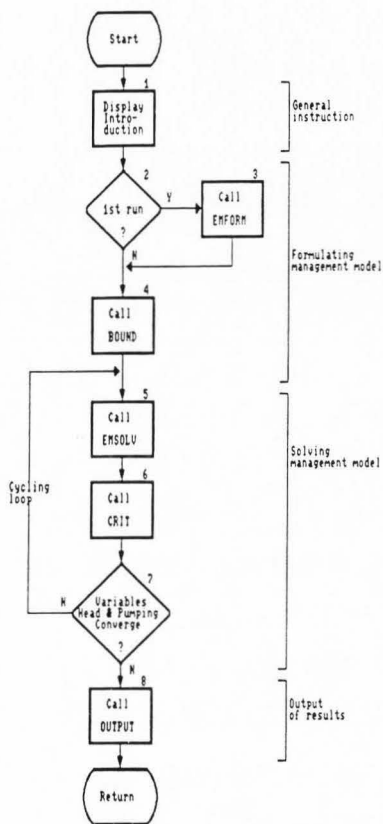 Start
1
Display
Intro-
duction
General
instruction
2
1st run
?
Y
N
3
Call
EMFORM
Formulating
management model
4
Call
BOUND
5
Call
EMSOLV
6
Call
CRIT
Cycling
loop
Solving
management model
7
Variables
Head & Pumping
Converge
?
N
N
8
Call
OUTPUT
Output
of results
Return